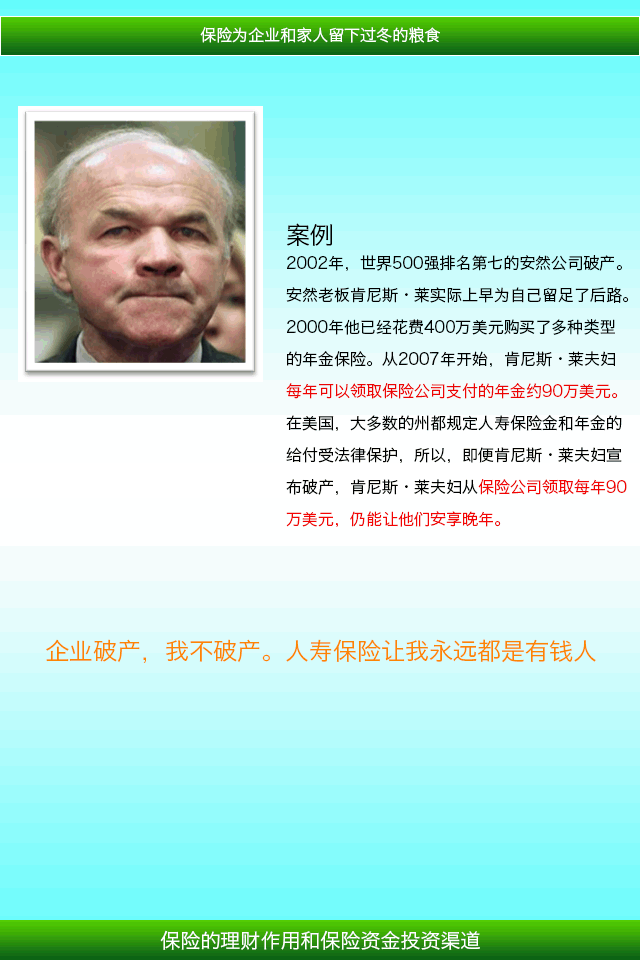 保险为企业和家人留下过冬的粮食
案例
2002年，世界500强排名第七的安然公司破产。
安然老板肯尼斯·莱实际上早为自己留足了后路。
2000年他已经花费400万美元购买了多种类型
的年金保险。从2007年开始，肯尼斯·莱夫妇
每年可以领取保险公司支付的年金约90万美元。
在美国，大多数的州都规定人寿保险金和年金的
给付受法律保护，所以，即便肯尼斯·莱夫妇宣
布破产，肯尼斯·莱夫妇从保险公司领取每年90
万美元，仍能让他们安享晚年。
企业破产，我不破产。人寿保险让我永远都是有钱人
保险的理财作用和保险资金投资渠道